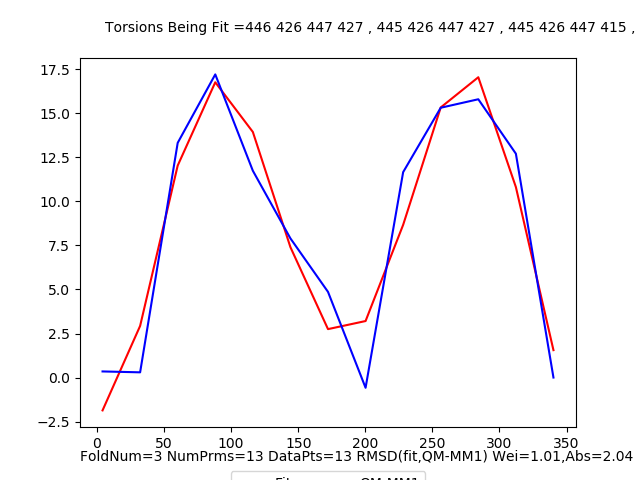 Torsions Being Fit =446 426 447 427 , 445 426 447 427 , 445 426 447 415 ,
17.5
15.0
12.5
10.0
7.5
5.0
2.5
0.0
−2.5
0 50 100 150 200 250 300 350
FoldNum=3 NumPrms=13 DataPts=13 RMSD(fit,QM-MM1) Wei=1.01,Abs=2.04
Fit QM-MM1